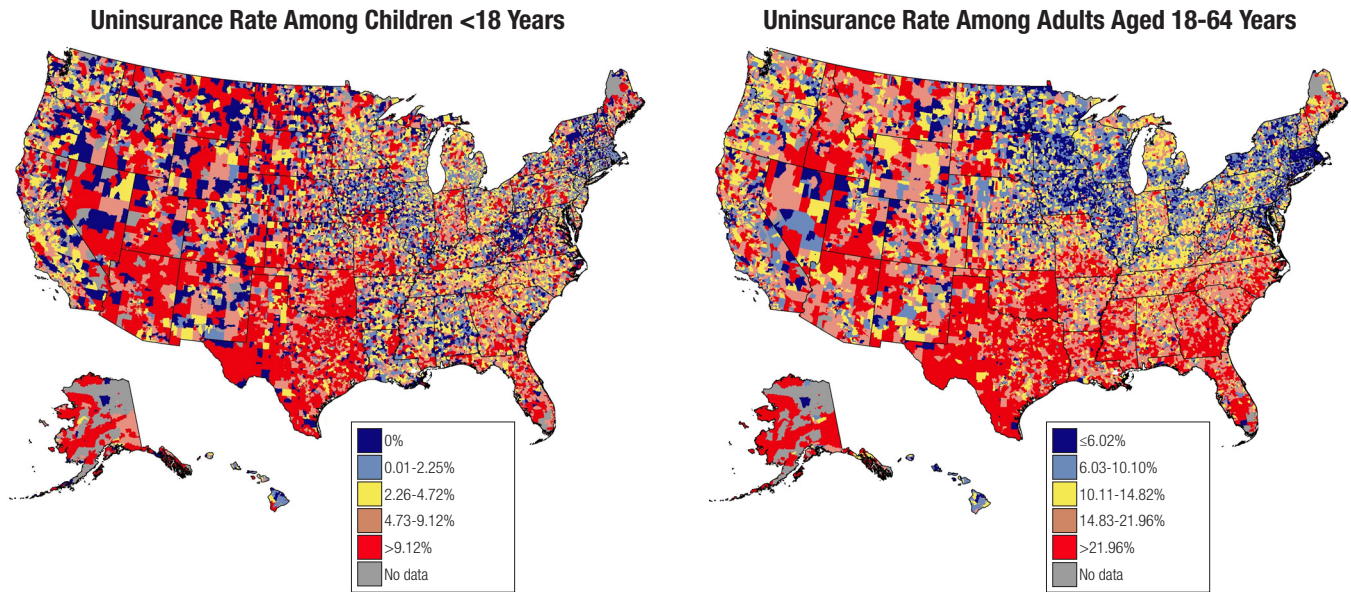 Uninsurance Rate Among Children <18 Years
0%
0.01-2.25%
2.26-4.72%
4.73-9.12%
>9.12%
No data
Uninsurance Rate Among Adults Aged 18-64 Years
≤6.02%
6.03-10.10%
10.11-14.82%
14.83-21.96%
>21.96%
No data